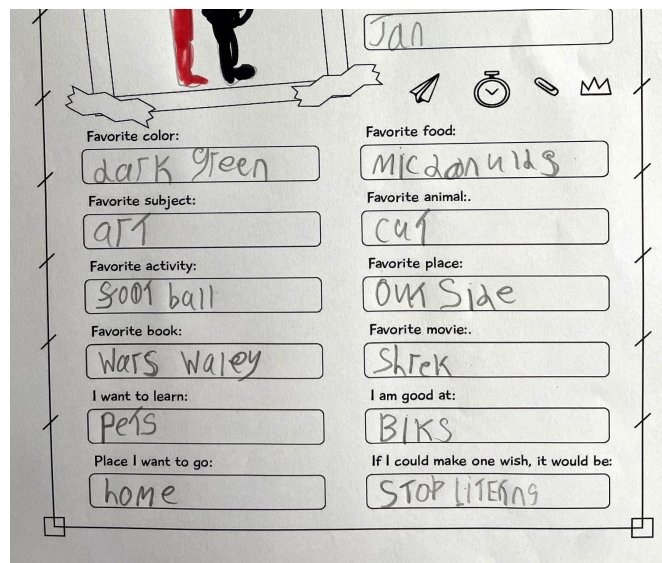 Jan
Favorite color:
dark green
Favorite food:
Micdonulds
Favorite subject:
art
Favorite animal:.
cat
Favorite activity:
foot ball
Favorite place:
Out Side
Favorite book:
Wars Waley
Favorite movie:.
Shrek
I want to learn:
Pets
I am good at:
BIKS
Place I want to go:
home
If I could make one wish, it would be:
STOP LITERng